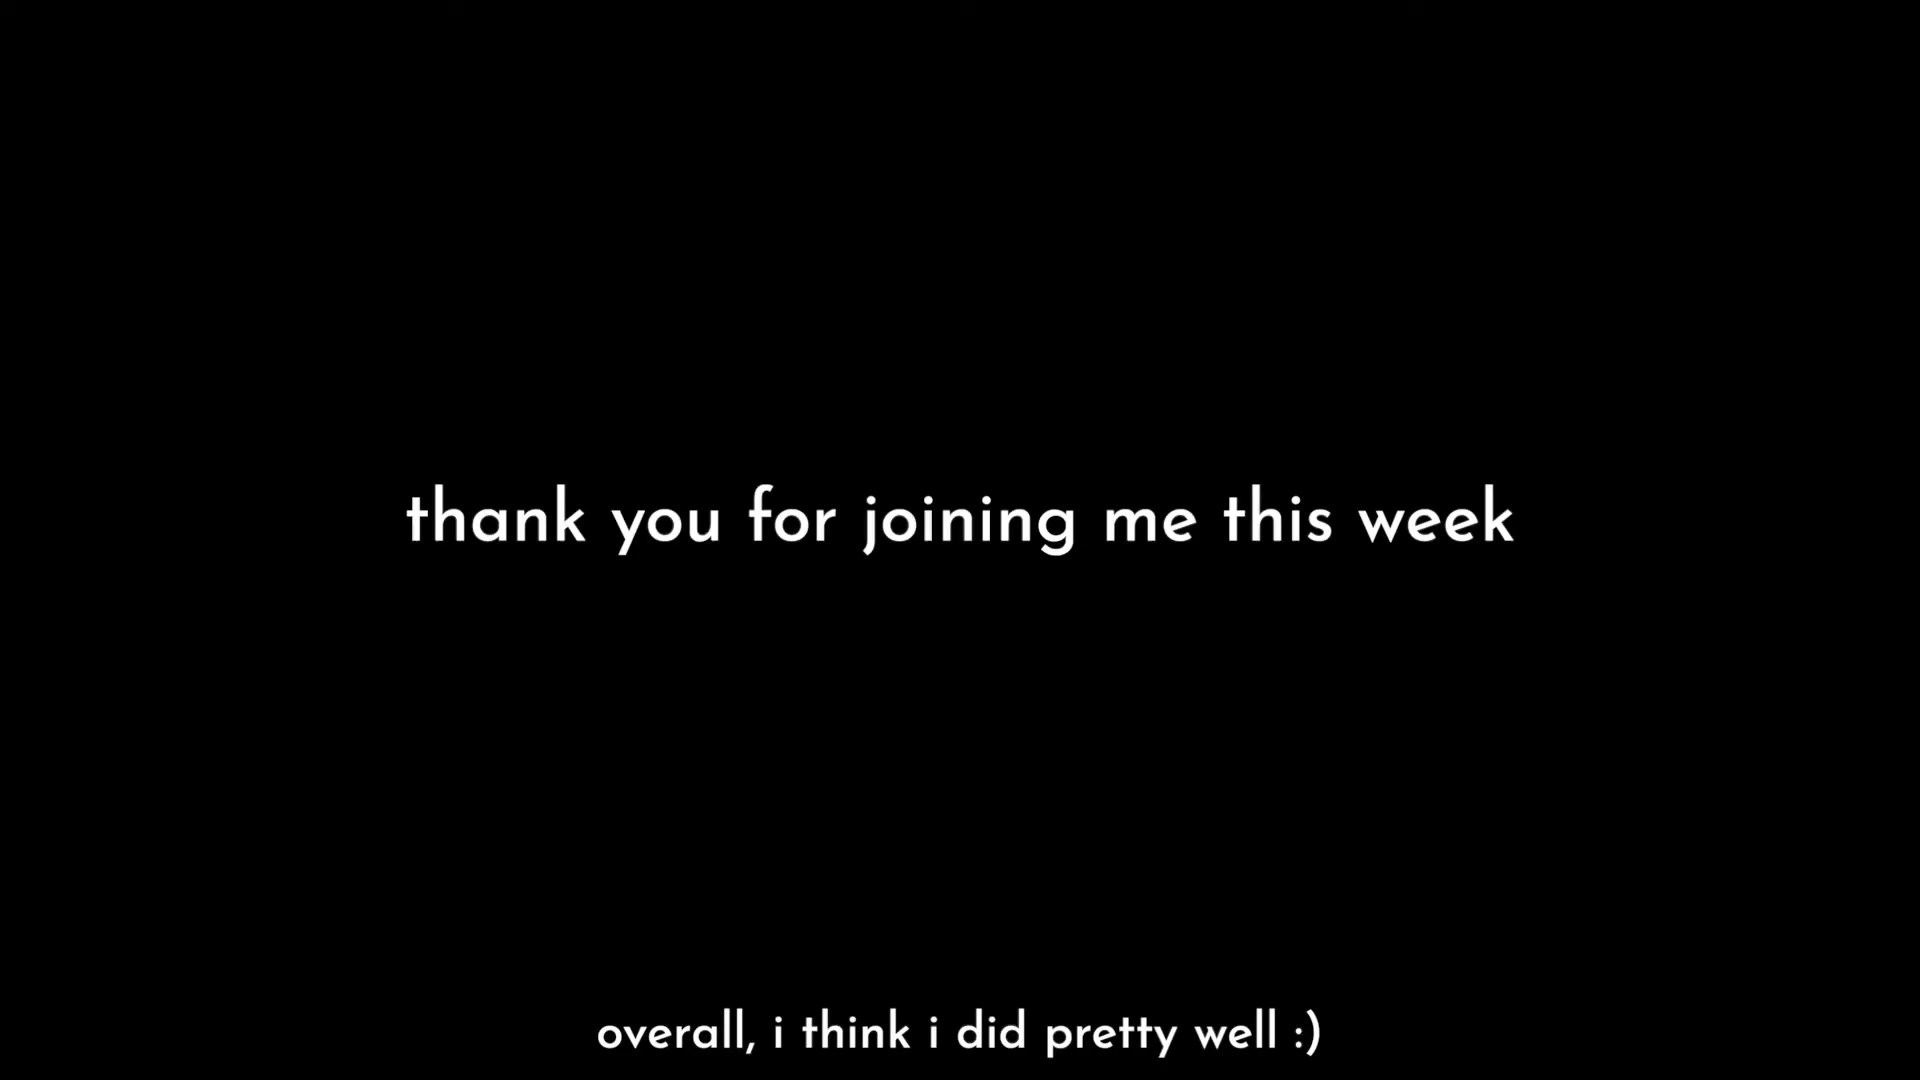 thank you for joining me this week
overall, i think i did pretty well :)